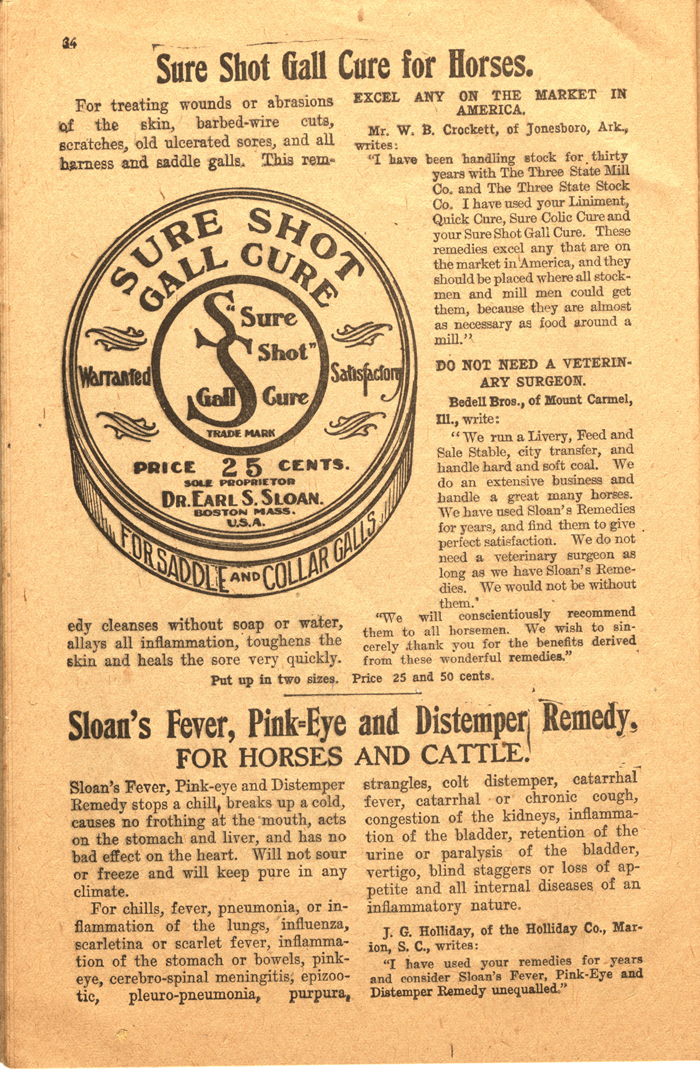 34
Sure Shot Gall Cure for Horses.
For treating wounds or abrasions
of the skin, barbed-wire cuts,
scratches, old ulcerated sores, and all
harness and saddle galls. This rem-
SURE SHOT
GALL CURE
"Sure
Shot"
Gall Cure
SS
TRADE MARK
Warranted
Satisfactory
PRICE 25 CENTS.
SOLE PROPRIETOR
DR. EARL S. SLOAN.
BOSTON MASS.
U.S.A.
FOR SADDLE AND COLLAR GALLS
edy cleanses without soap or water,
allays all inflammation, toughens the
skin and heals the sore very quickly.
EXCEL ANY ON THE MARKET IN
AMERICA.
Mr. W. B. Crockett, of Jonesboro, Ark.,
writes:
"I have been handling stock for thirty
years with The Three State Mill
Co. and The Three State Stock
Co. I have used your Liniment,
Quick Cure, Sure Colic Cure and
your Sure Shot Gall Cure. These
remedies excel any that are on
the market in America, and they
should be placed where all stock-
men and mill men could get
them, because they are almost
as necessary as food around a
mill."
DO NOT NEED A VETERIN-
ARY SURGEON.
Bedell Bros., of Mount Carmel,
Ill., write:
"We run a Livery, Feed and
Sale Stable, city transfer, and
handle hard and soft coal. We
do an extensive business and
handle a great many horses.
We have used Sloan's Remedies
for years, and find them to give
perfect satisfaction. We do not
need a veterinary surgeon as
long as we have Sloan's Reme-
dies. We would not be without
them.'
"We will conscientiously recommend
them to all horsemen. We wish to sin-
cerely thank you for the benefits derived
from these wonderful remedies."
Put up in two sizes. Price 25 and 50 cents.
Sloan's Fever, Pink=Eye and Distemper Remedy.
FOR HORSES AND CATTLE.
Sloan's Fever, Pink-eye and Distemper
Remedy stops a chill, breaks up a cold,
causes no frothing at the mouth, acts
on the stomach and liver, and has no
bad effect on the heart. Will not sour
or freeze and will keep pure in any
climate.
For chills, fever, pneumonia, or in-
flammation of the lungs, influenza,
scarletina or scarlet fever, inflamma-
tion of the stomach or bowels, pink-
eye, cerebro-spinal meningitis, epizoo-
tic, pleuro-pneumonia, purpura,
strangles, colt distemper, catarrhal
fever, catarrhal or chronic cough,
congestion of the kidneys, inflamma-
tion of the bladder, retention of the
urine or paralysis of the bladder,
vertigo, blind staggers or loss of ap-
petite and all internal diseases of an
inflammatory nature.
J. G. Holliday, of the Holliday Co., Mar-
ion, S. C., writes:
"I have used your remedies for years
and consider Sloan's Fever, Pink-Eye and
Distemper Remedy unequalled."